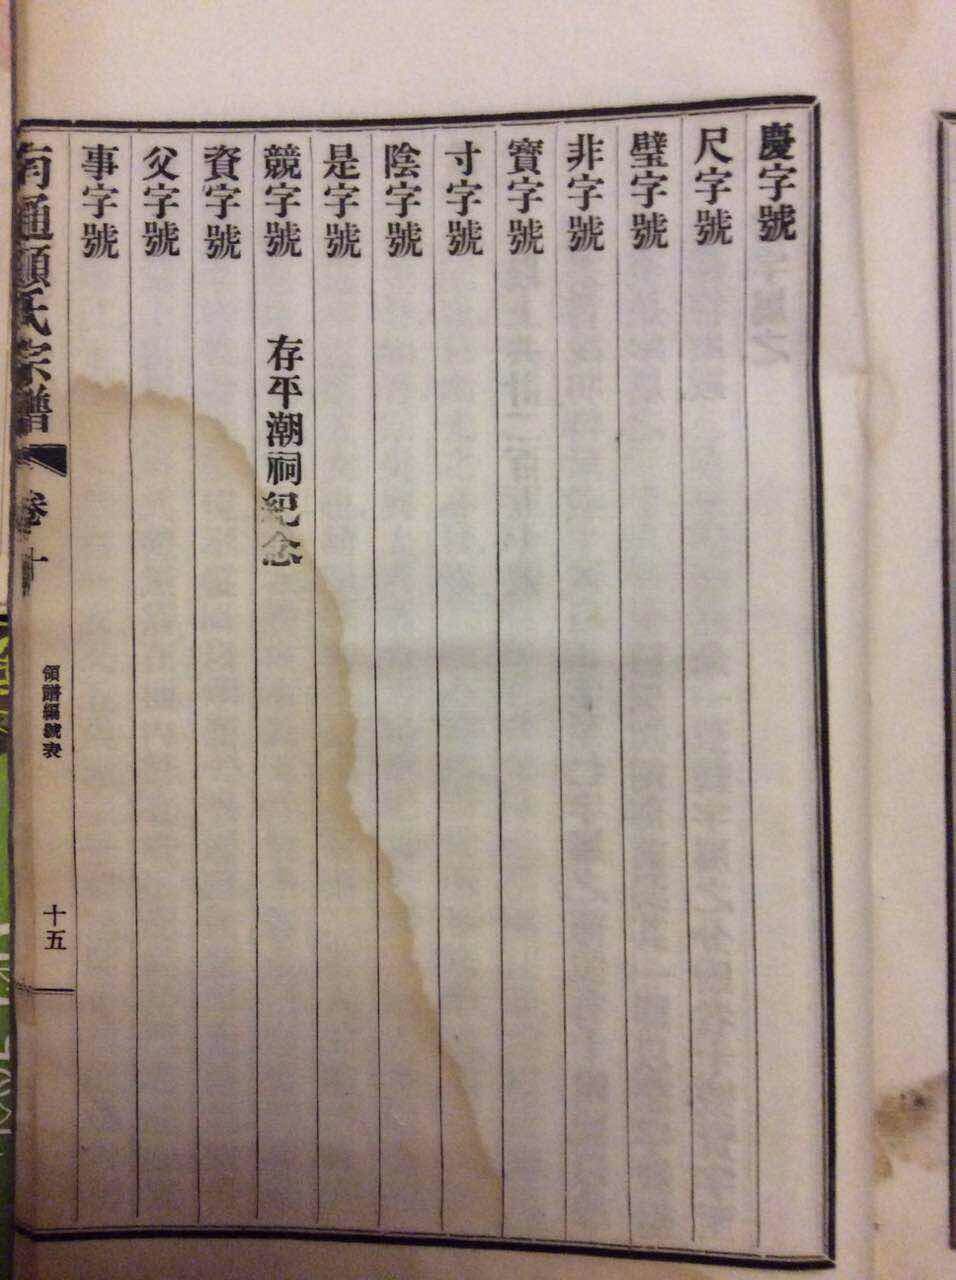 慶字號
尺字號
璧字號
非字號
寶字號
寸字號
陰字號
是字號
競字號 存平潮祠紀念
資字號
父字號
事字號
南通顧氏宗譜 卷十 領譜編號表 十五